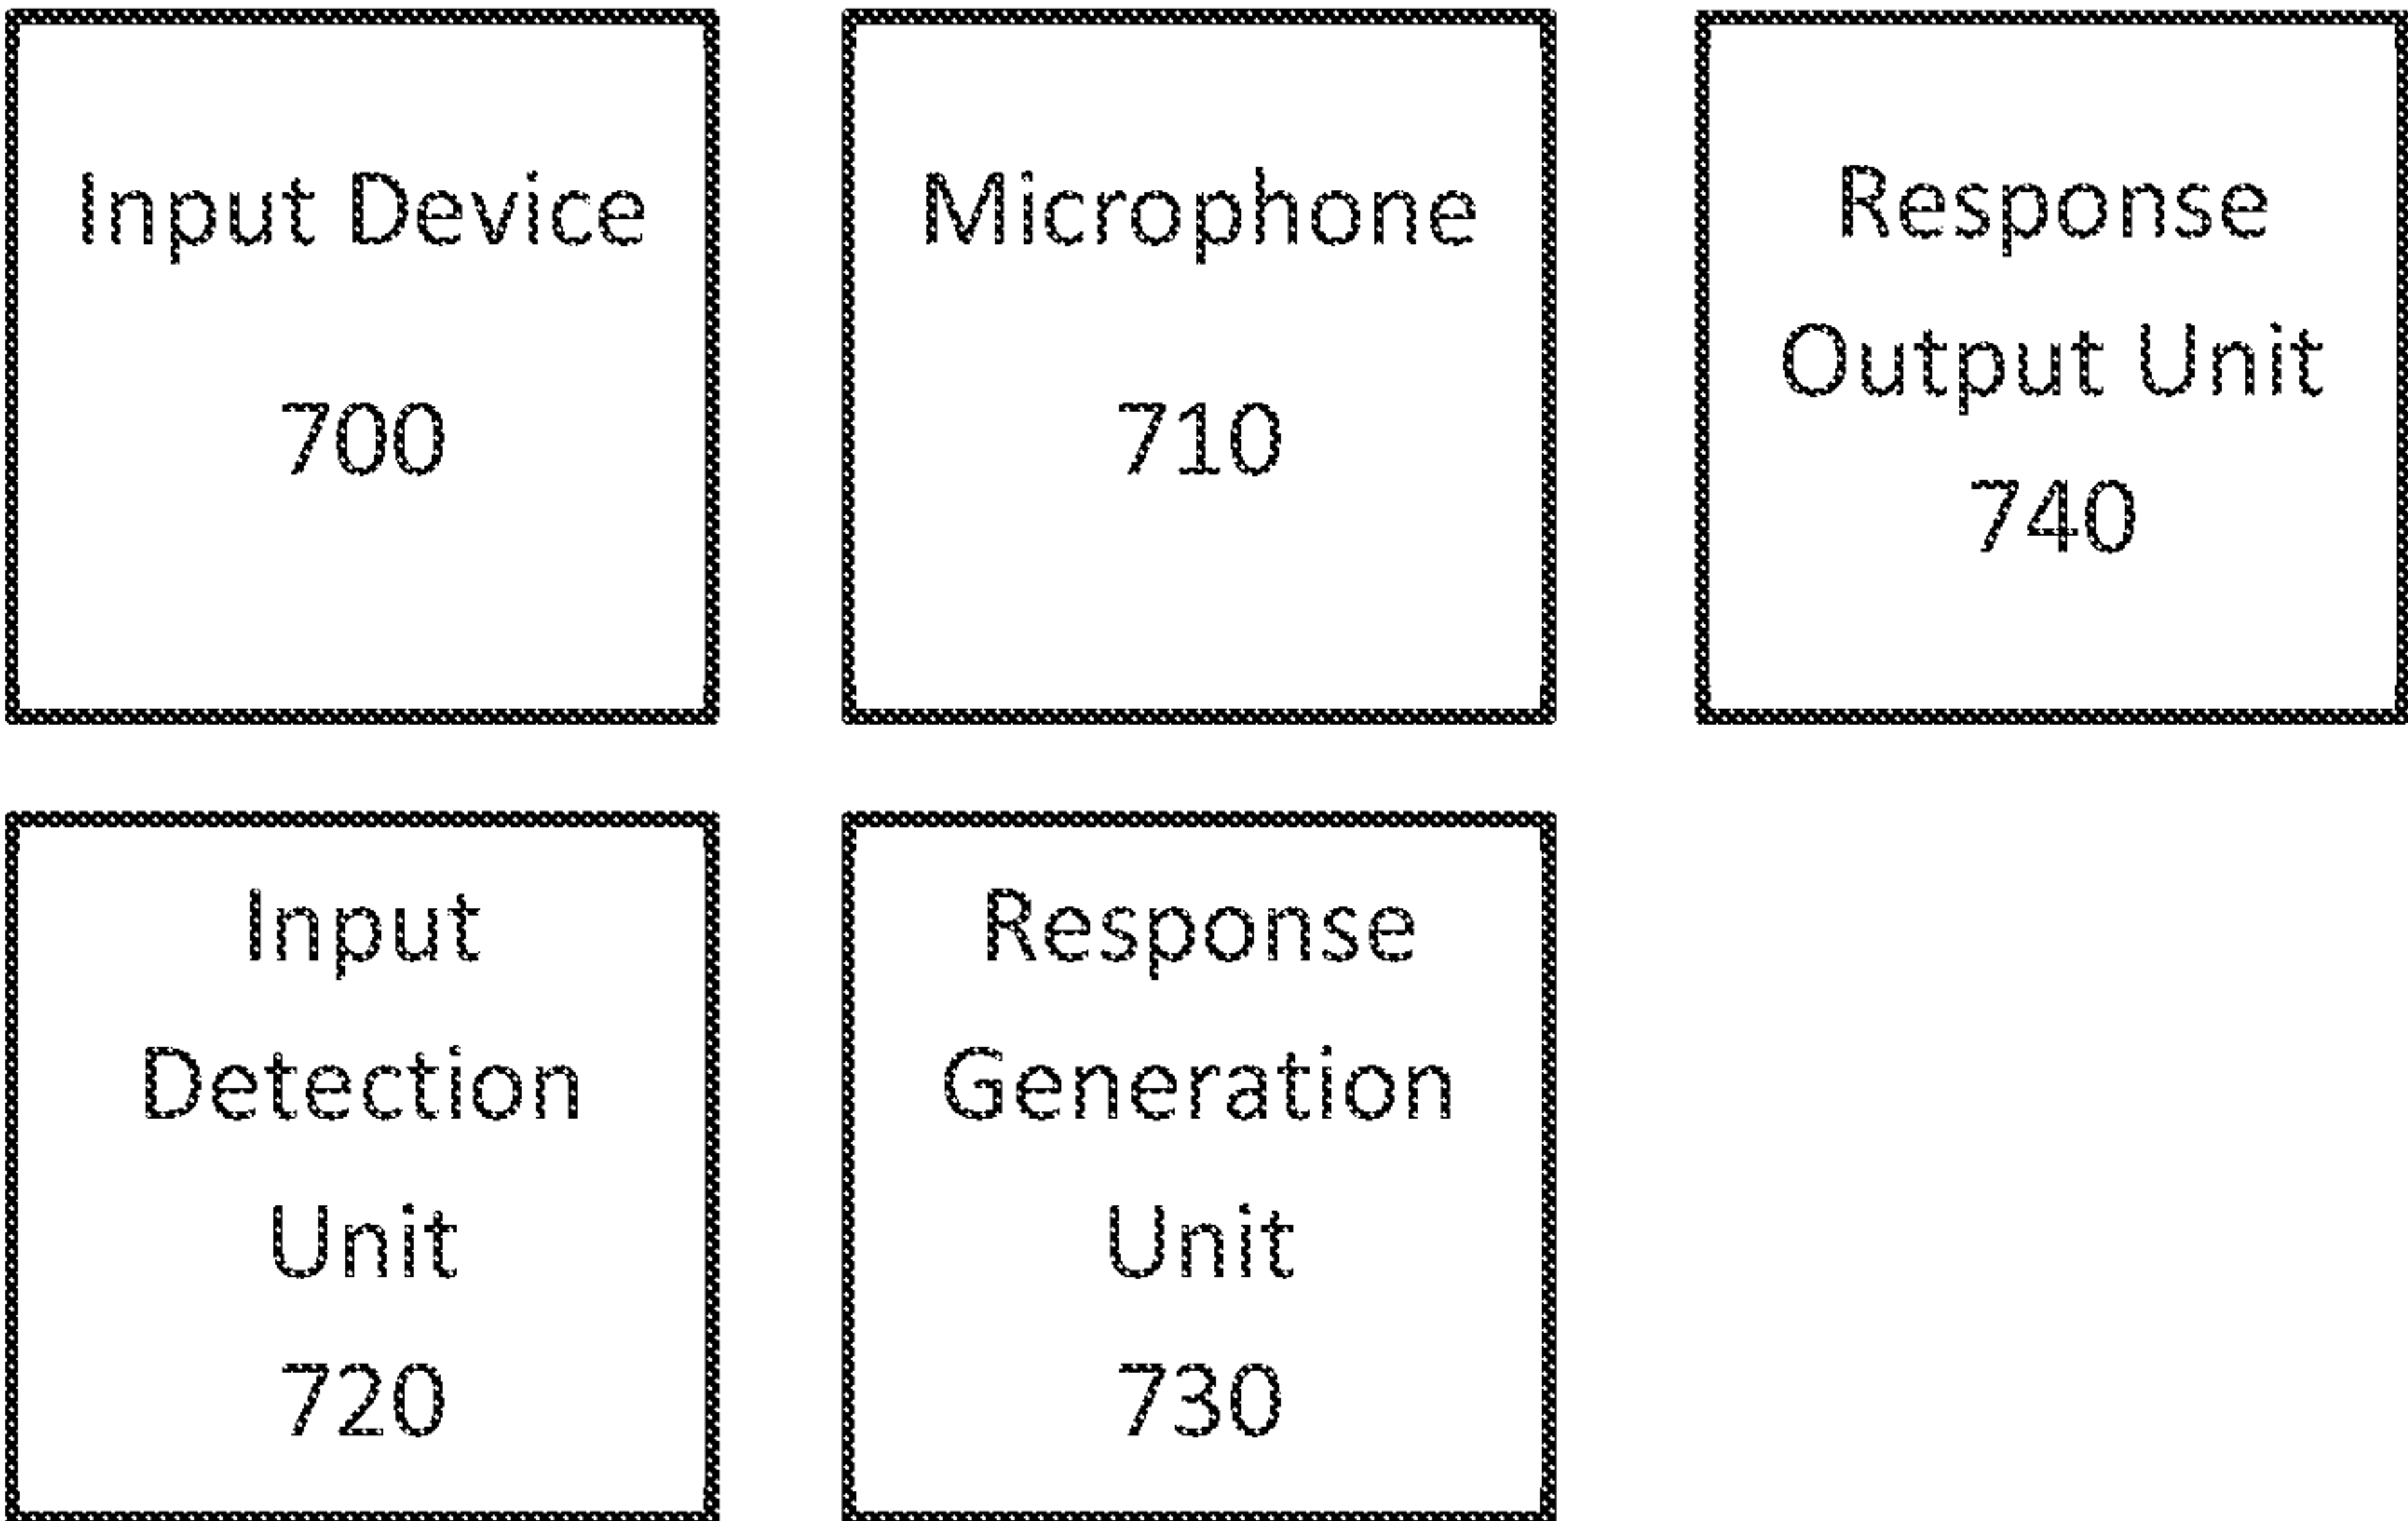 Input Device
700
Microphone
710
Response
Output Unit
740
Input
Detection
Unit
720
Response
Generation
Unit
730